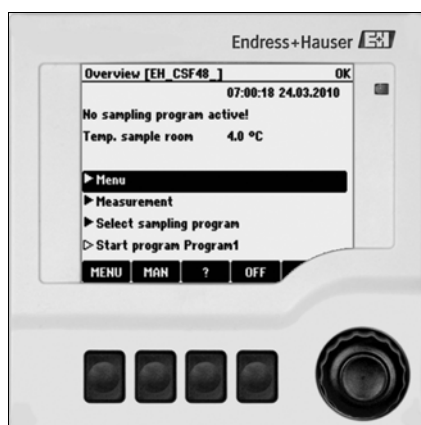 Endress+Hauser EH
Overview [EH_CSF48_] OK
07:00:18 24.03.2010
No sampling program active!
Temp. sample room 4.0 °C
▶ Menu
▶ Measurement
▶ Select sampling program
▷ Start program Program1
MENU MAN ? OFF